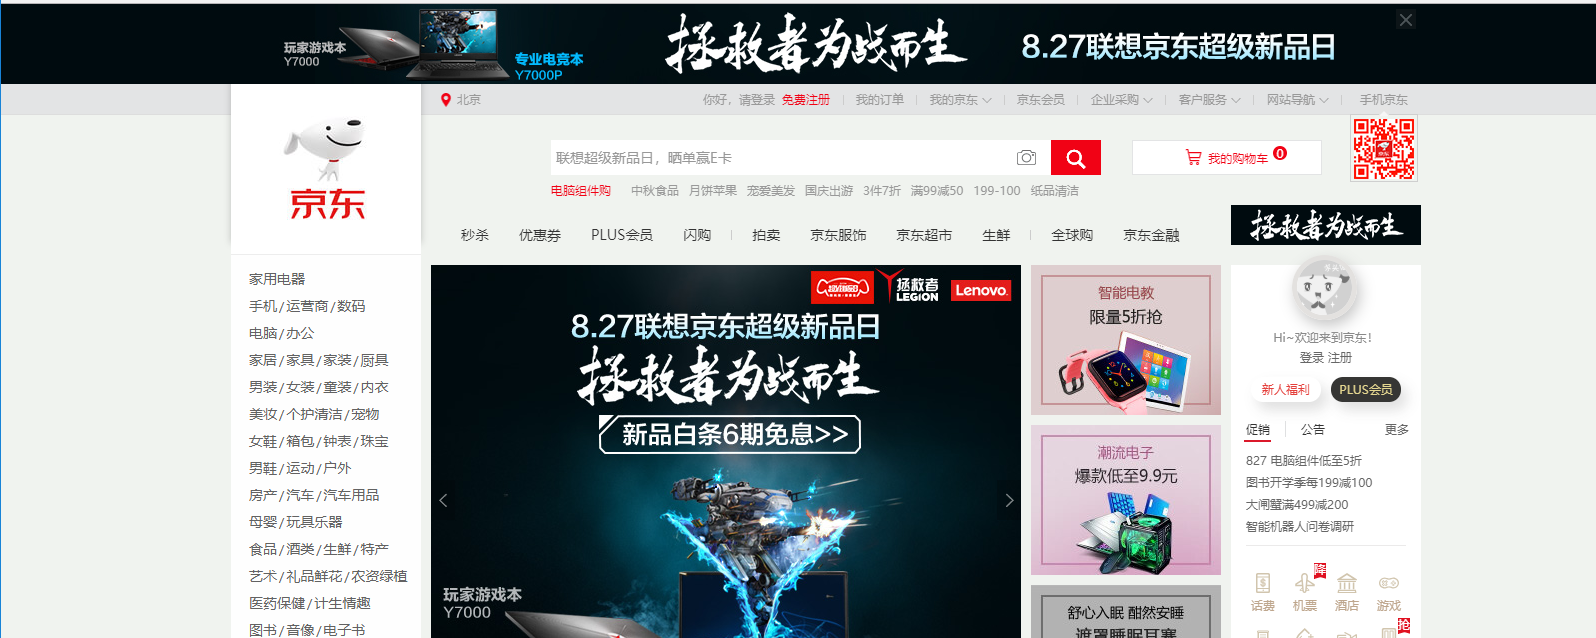 玩家游戏本
Y7000
专业电竞本
Y7000P
拯救者为战而生
8.27联想京东超级新品日
北京
你好，请登录 免费注册
我的订单
我的京东
京东会员
企业采购
客户服务
网站导航
手机京东
京东
联想超级新品日，晒单赢E卡
我的购物车 0
电脑组件购 中秋食品 月饼苹果 宠爱美发 国庆出游 3件7折 满99减50 199-100 纸品清洁
秒杀 优惠券 PLUS会员 闪购 拍卖 京东服饰 京东超市 生鲜 全球购 京东金融
拯救者为战而生
家用电器
手机/运营商/数码
电脑/办公
家居/家具/家装/厨具
男装/女装/童装/内衣
美妆/个护清洁/宠物
女鞋/箱包/钟表/珠宝
男鞋/运动/户外
房产/汽车/汽车用品
母婴/玩具乐器
食品/酒类/生鲜/特产
艺术/礼品鲜花/农资绿植
医药保健/计生情趣
图书/音像/电子书
拯救者
LEGION
Lenovo
8.27联想京东超级新品日
拯救者为战而生
新品白条6期免息>>
玩家游戏本
Y7000
智能电教
限量5折抢
潮流电子
爆款低至9.9元
舒心入眠 酣然安睡
遮罩睡眠耳塞
Hi~欢迎来到京东！
登录 注册
新人福利
PLUS会员
促销
公告
更多
827 电脑组件低至5折
图书开学季每199减100
大闸蟹满499减200
智能机器人问卷调研
降
话费
机票
酒店
游戏
抢